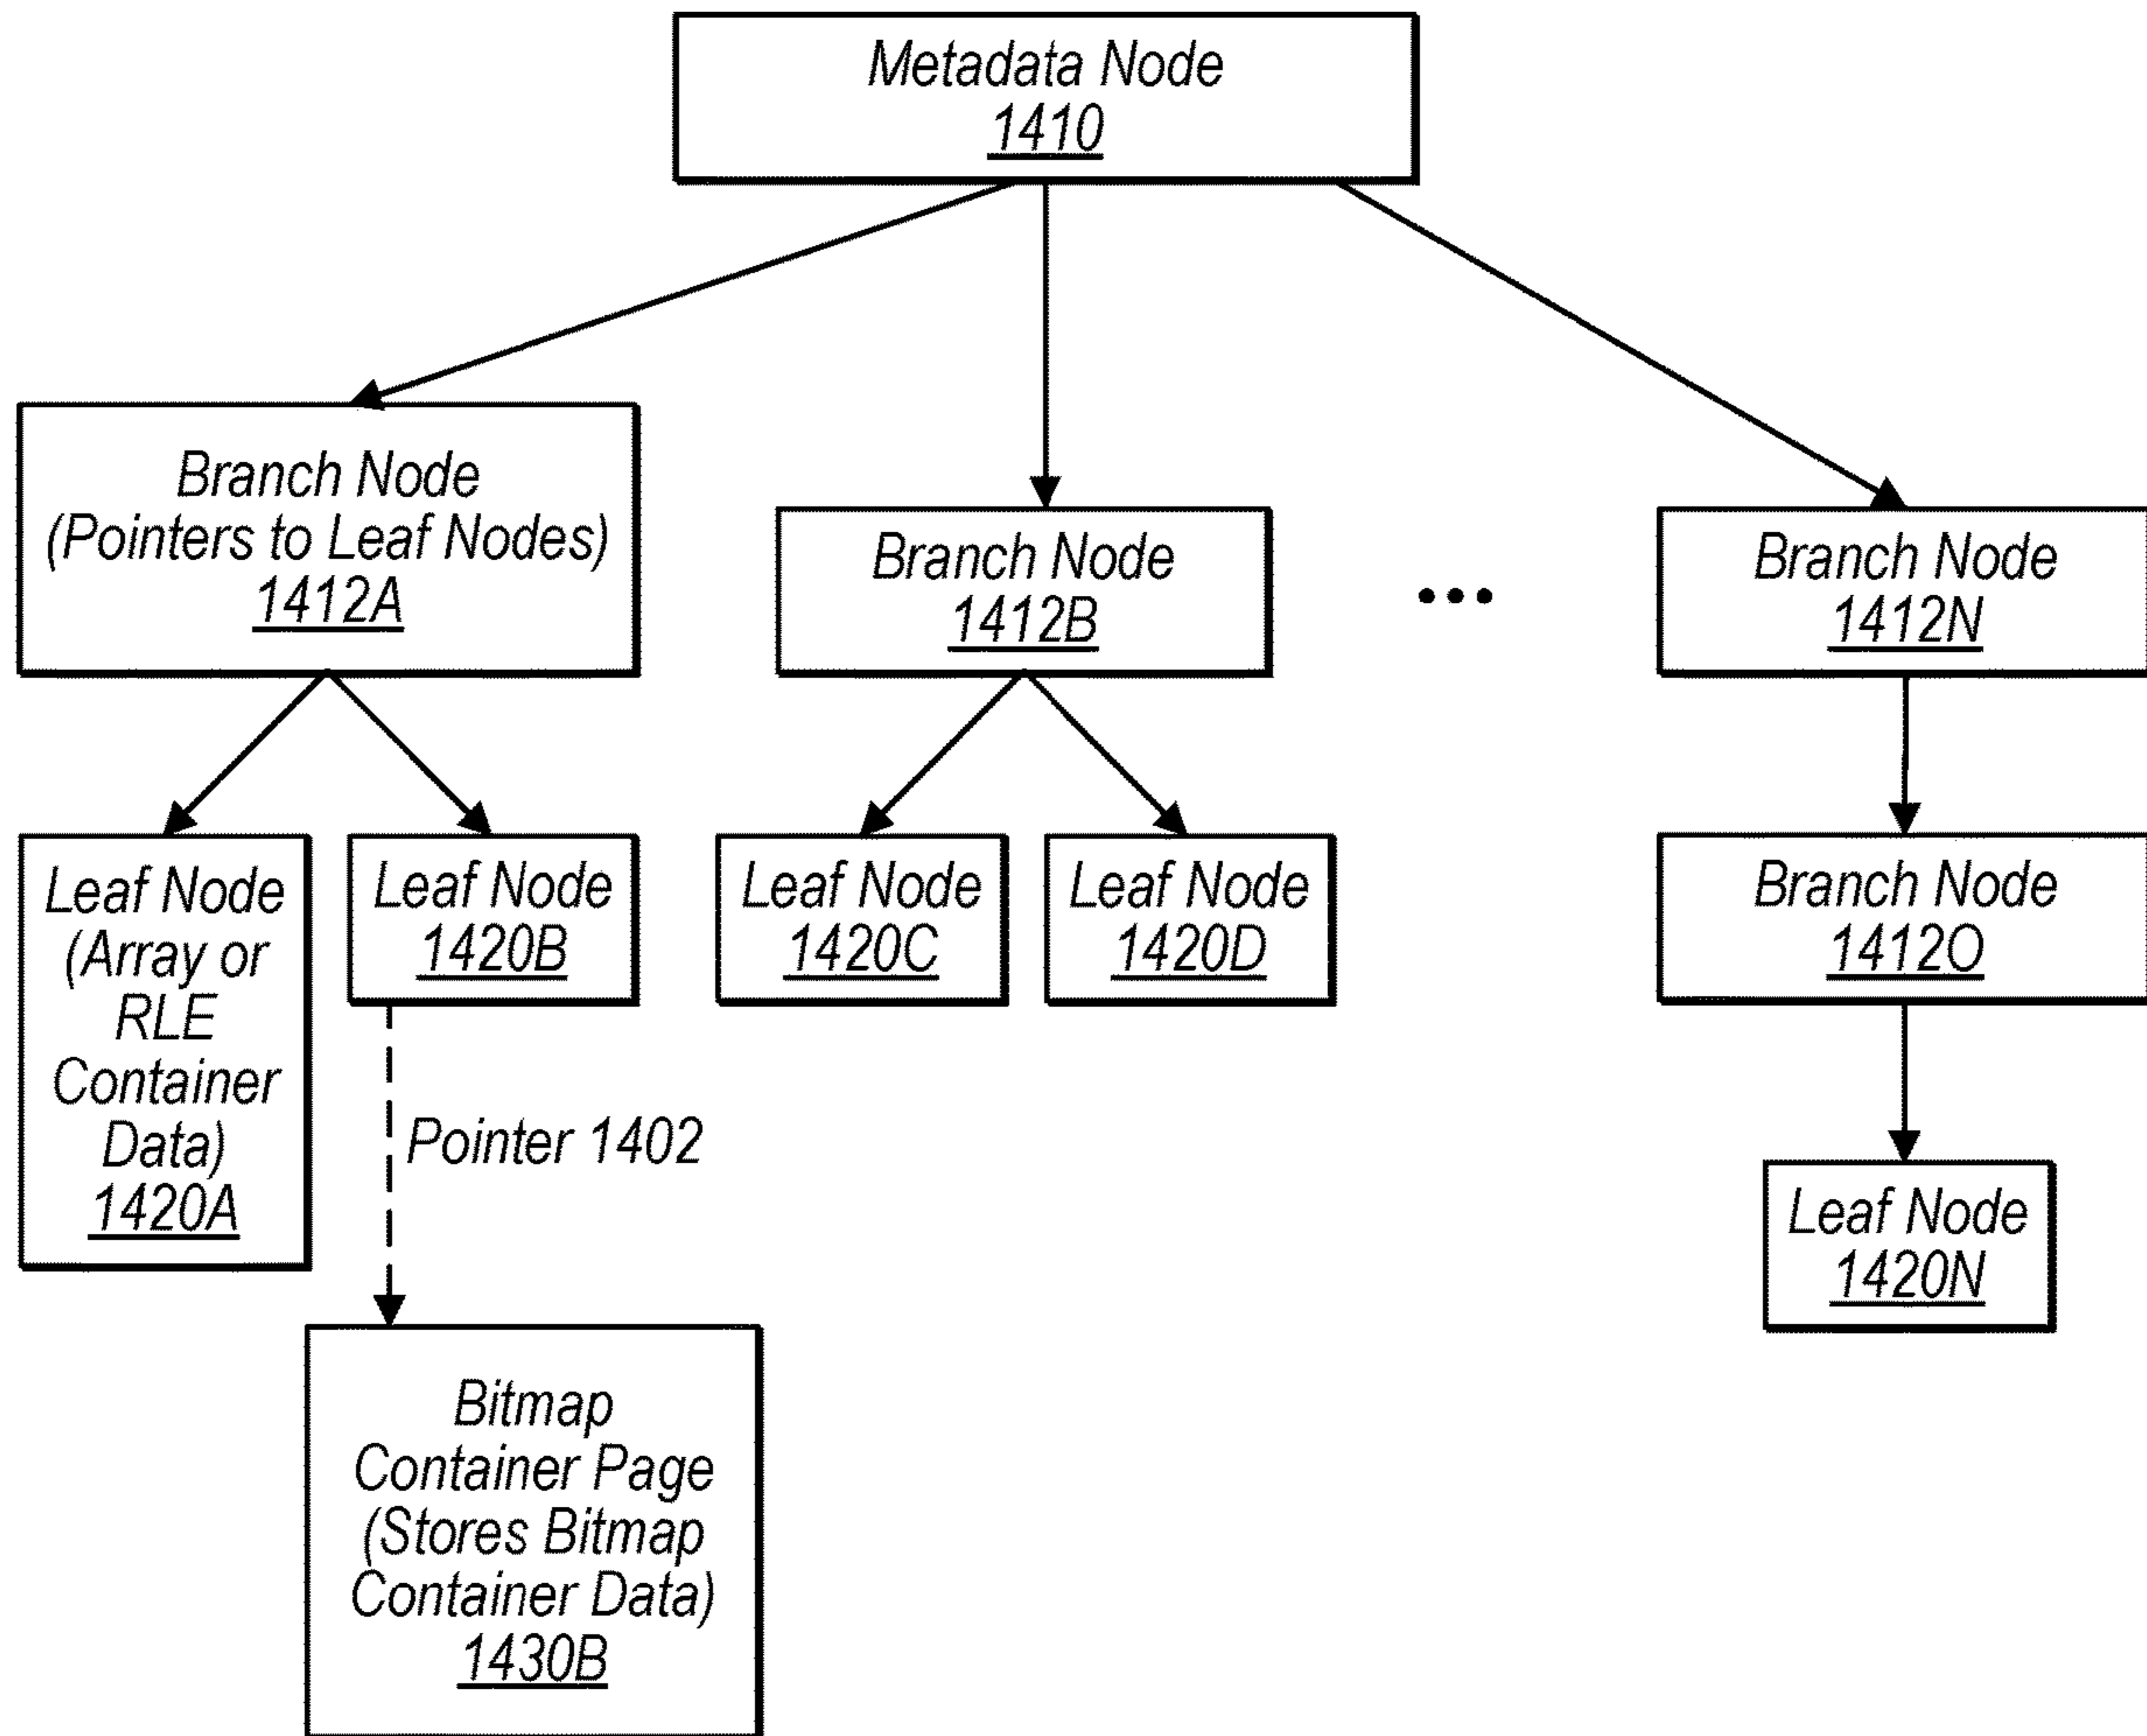 Metadata Node
1410
Branch Node
(Pointers to Leaf Nodes)
1412A
Branch Node
1412B
...
Branch Node
1412N
Leaf Node
(Array or
RLE
Container
Data)
1420A
Leaf Node
1420B
Leaf Node
1420C
Leaf Node
1420D
Branch Node
1412O
Pointer 1402
Leaf Node
1420N
Bitmap
Container Page
(Stores Bitmap
Container Data)
1430B